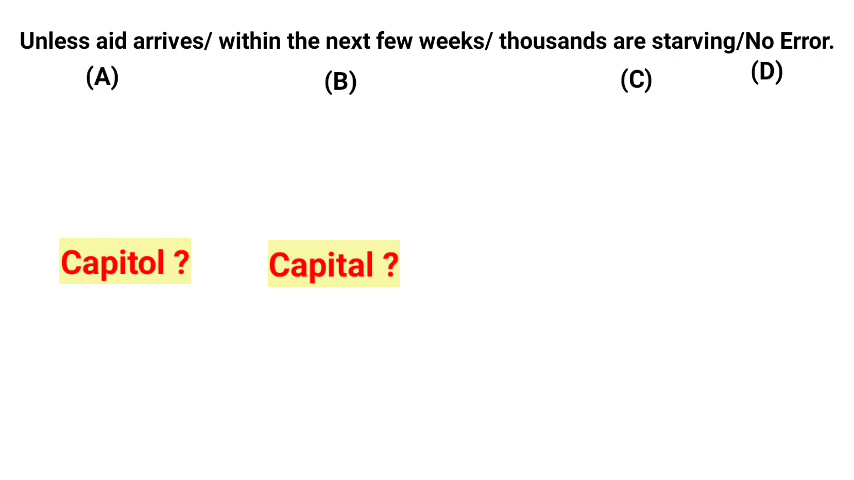 Unless aid arrives/ within the next few weeks/ thousands are starving/No Error.
(A) (B) (C) (D)
Capitol ? Capital ?